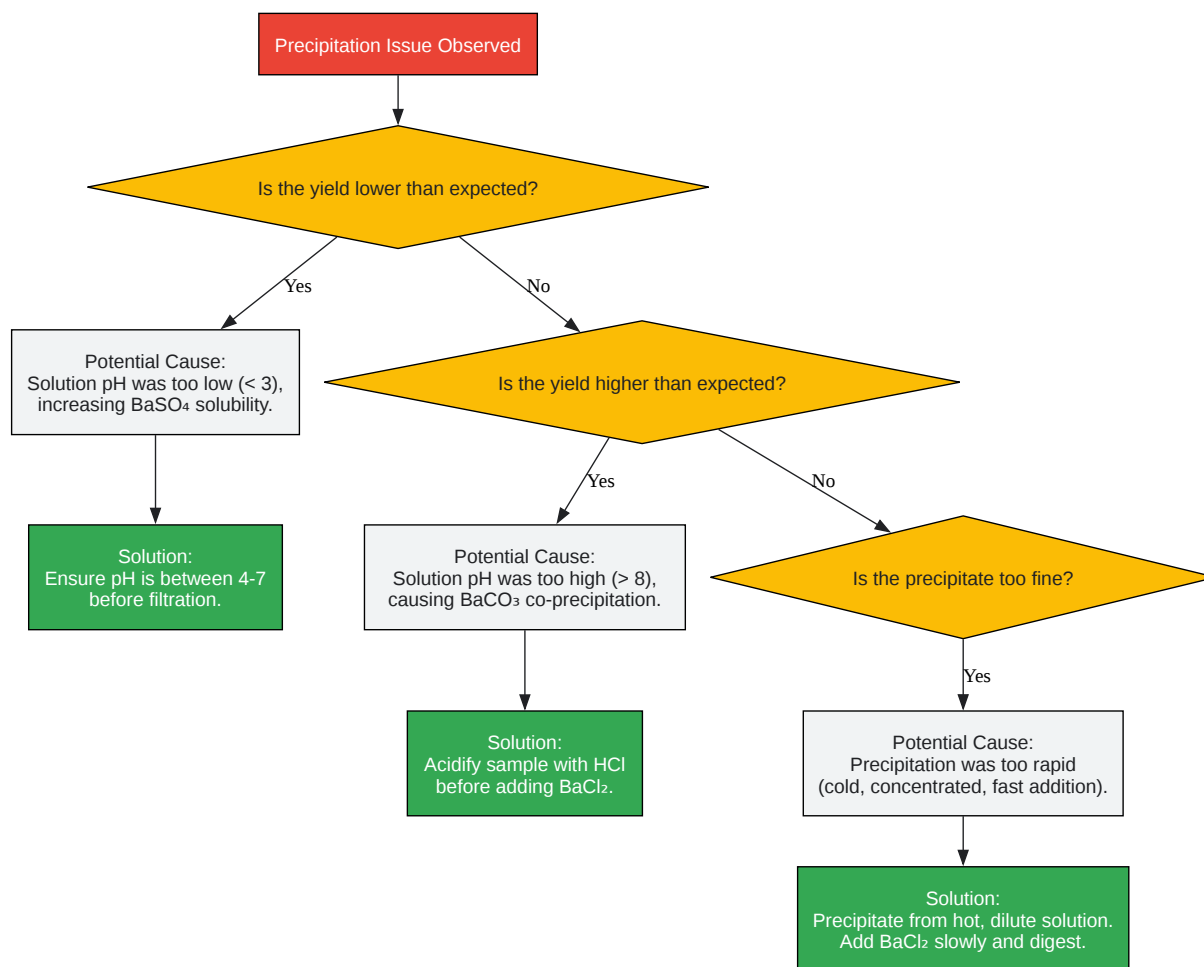 Precipitation Issue Observed
Is the yield lower than expected?
Yes
No
Potential Cause:
Solution pH was too low (< 3),
increasing BaSO₄ solubility.
Is the yield higher than expected?
Solution:
Ensure pH is between 4-7
before filtration.
Yes
No
Potential Cause:
Solution pH was too high (> 8),
causing BaCO₃ co-precipitation.
Is the precipitate too fine?
Yes
Solution:
Acidify sample with HCl
before adding BaCl₂.
Potential Cause:
Precipitation was too rapid
(cold, concentrated, fast addition).
Solution:
Precipitate from hot, dilute solution.
Add BaCl₂ slowly and digest.